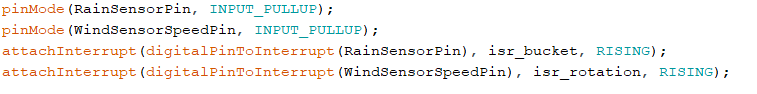 pinMode(RainSensorPin, INPUT_PULLUP);
pinMode(WindSensorSpeedPin, INPUT_PULLUP);
attachInterrupt(digitalPinToInterrupt(RainSensorPin), isr_bucket, RISING);
attachInterrupt(digitalPinToInterrupt(WindSensorSpeedPin), isr_rotation, RISING);